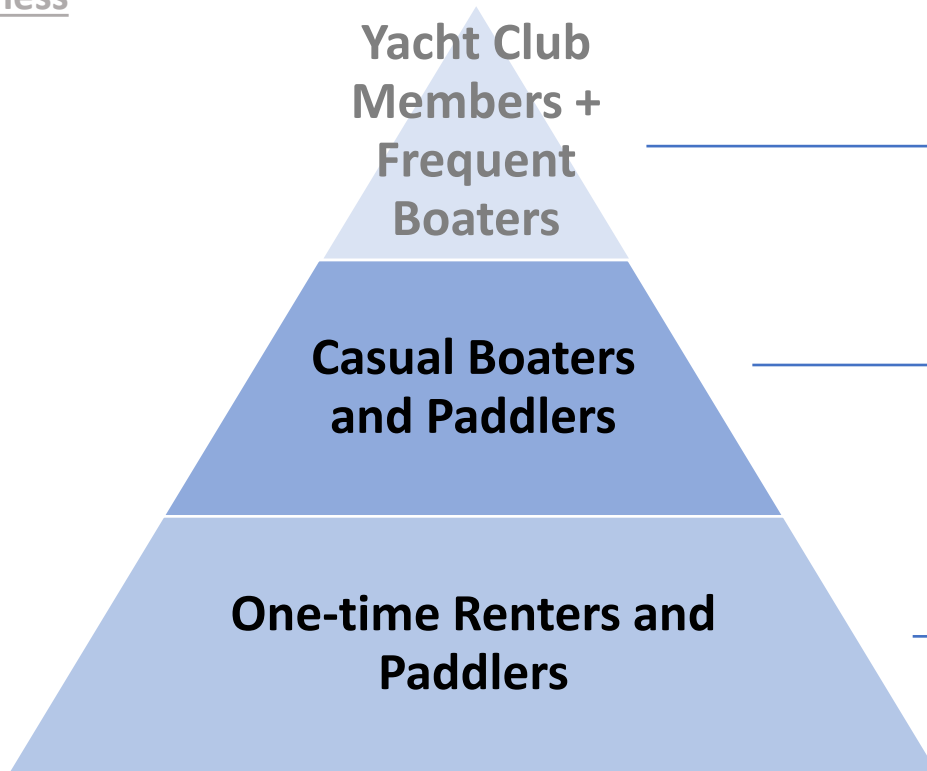 Yacht Club
Members +
Frequent
Boaters
Casual Boaters
and Paddlers
One-time Renters and
Paddlers